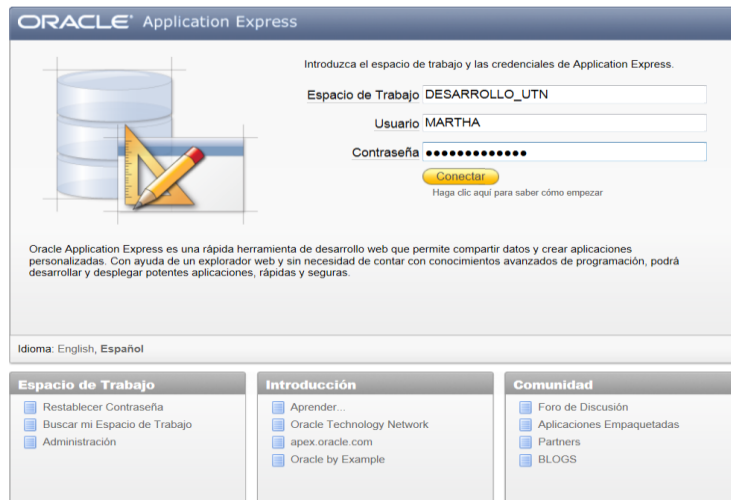 ORACLE® Application Express
Introduzca el espacio de trabajo y las credenciales de Application Express.
Espacio de Trabajo DESARROLLO_UTN
Usuario MARTHA
Contraseña ●●●●●●●●●●●●●
Conectar
Haga clic aquí para saber cómo empezar
Oracle Application Express es una rápida herramienta de desarrollo web que permite compartir datos y crear aplicaciones
personalizadas. Con ayuda de un explorador web y sin necesidad de contar con conocimientos avanzados de programación, podrá
desarrollar y desplegar potentes aplicaciones, rápidas y seguras.
Idioma: English, Español
Espacio de Trabajo
Restablecer Contraseña
Buscar mi Espacio de Trabajo
Administración
Introducción
Aprender...
Oracle Technology Network
apex.oracle.com
Oracle by Example
Comunidad
Foro de Discusión
Aplicaciones Empaquetadas
Partners
BLOGS